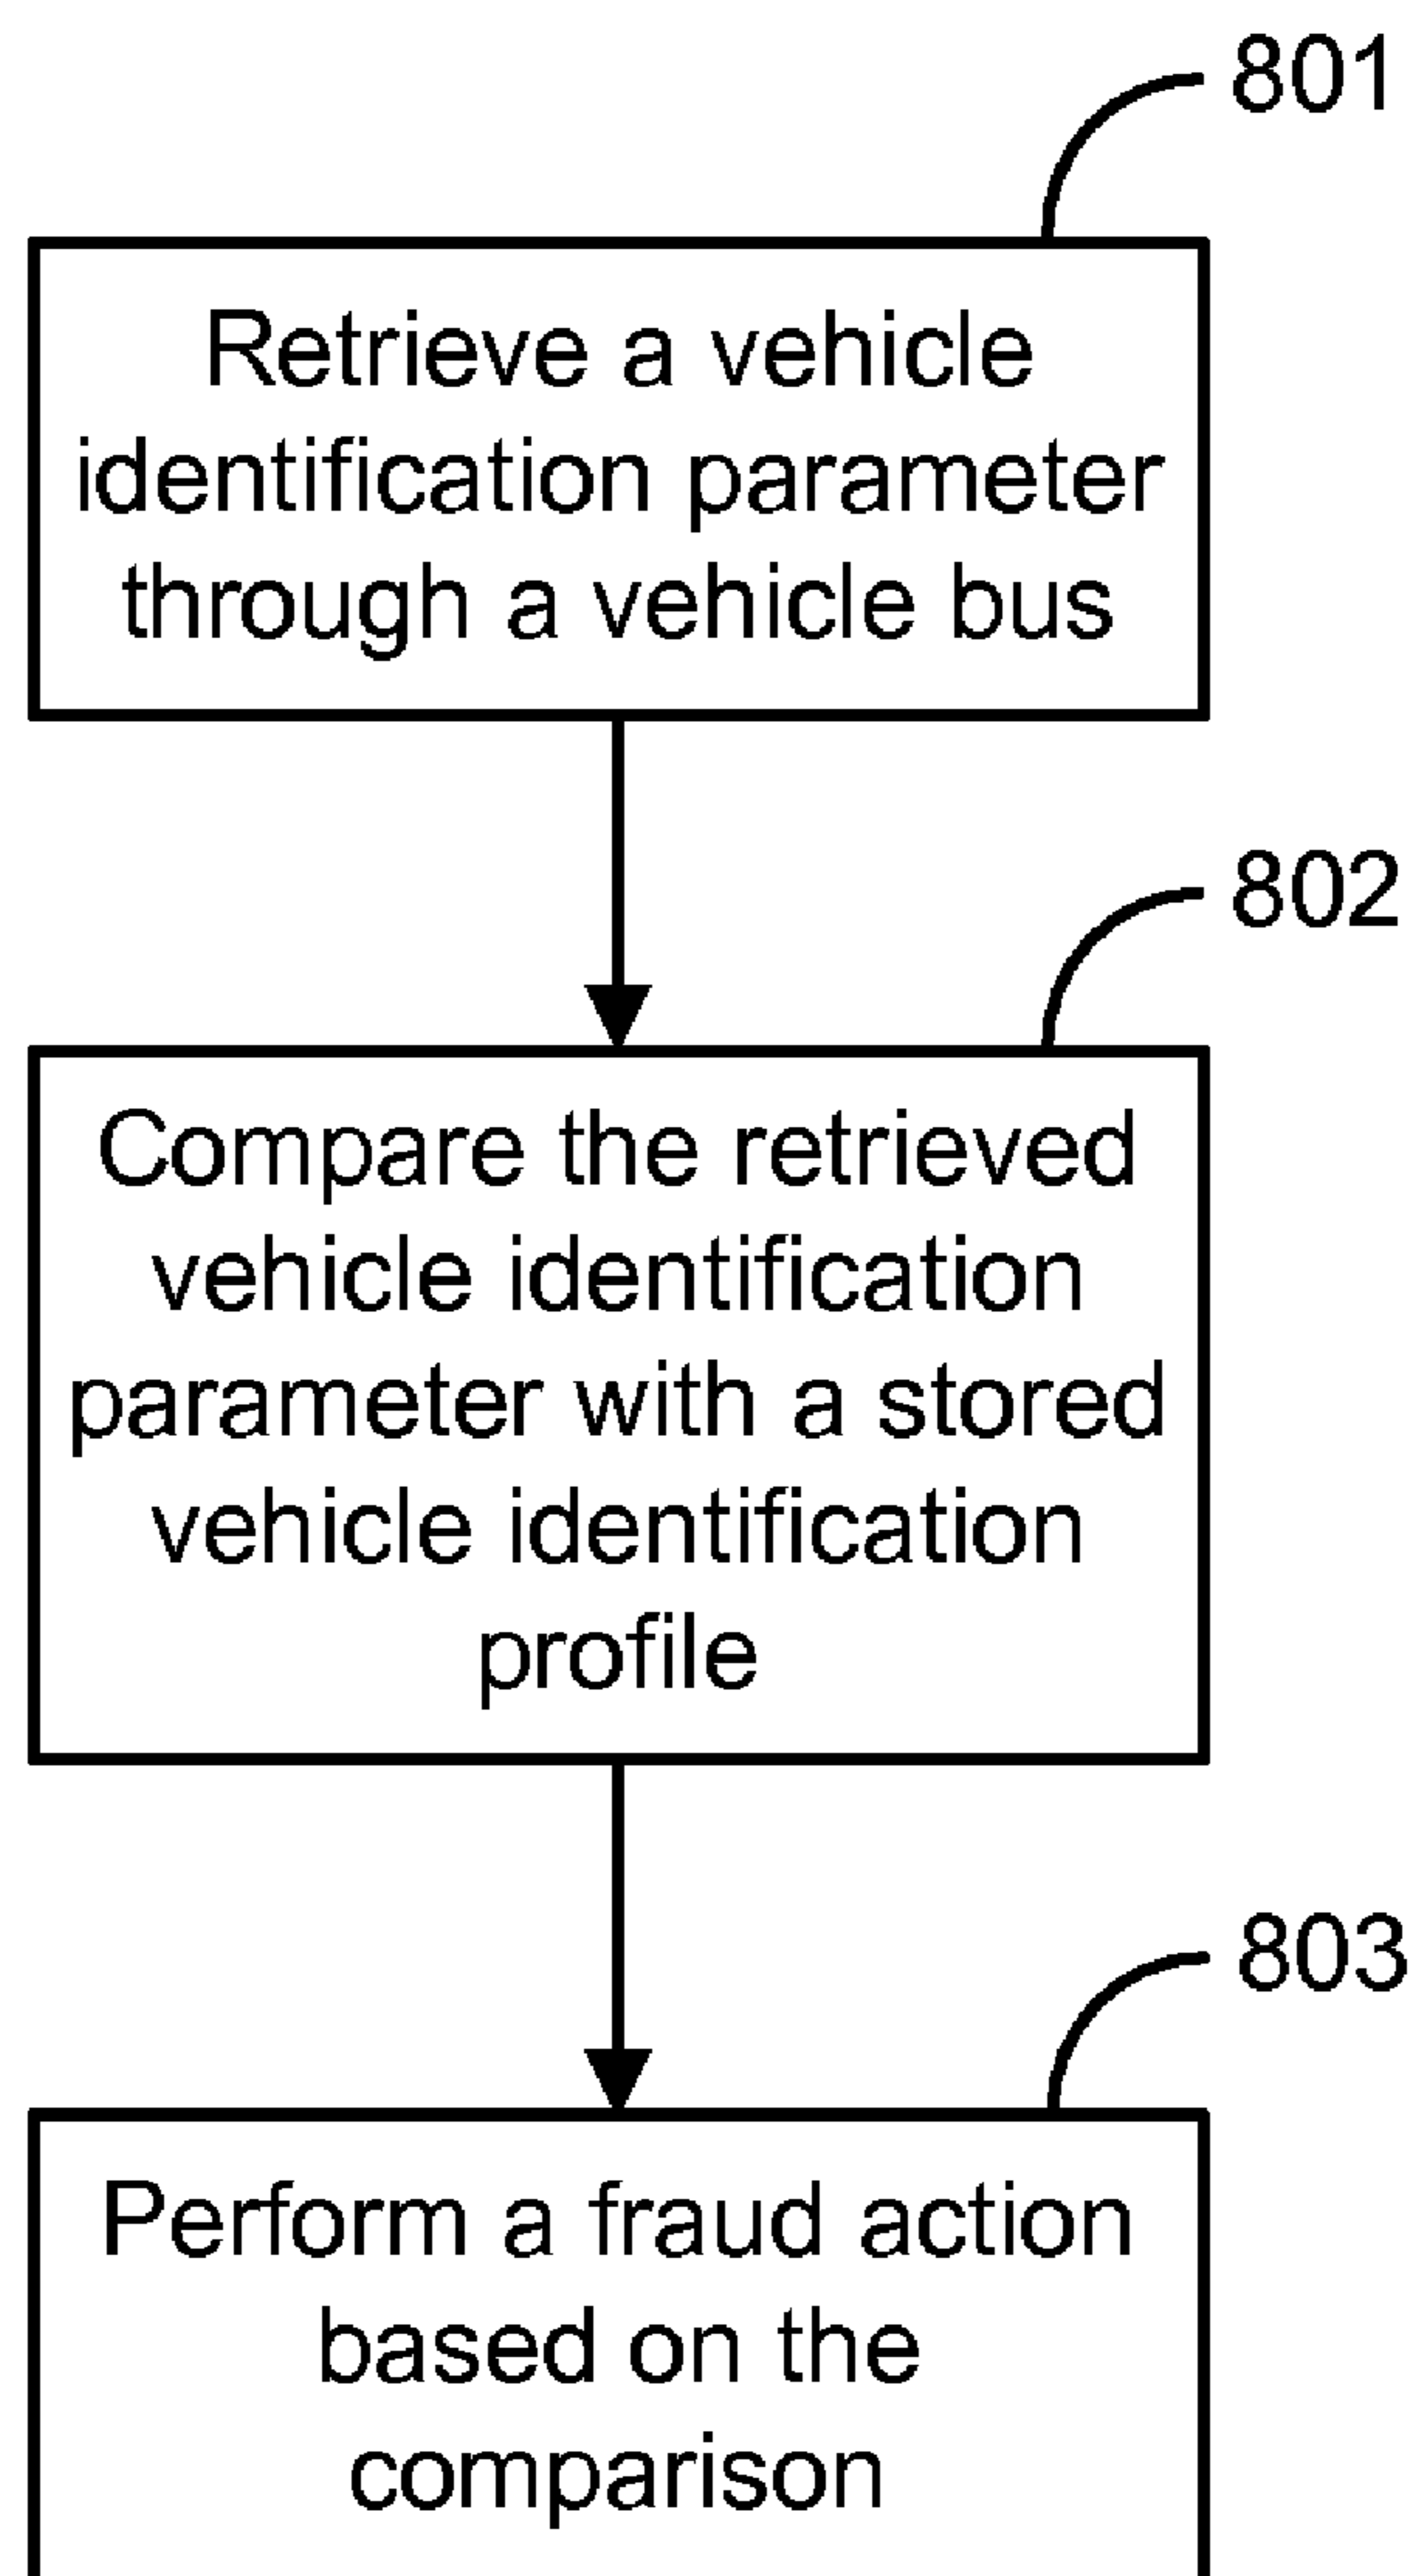 801
Retrieve a vehicle
identification parameter
through a vehicle bus
802
Compare the retrieved
vehicle identification
parameter with a stored
vehicle identification
profile
803
Perform a fraud action
based on the
comparison